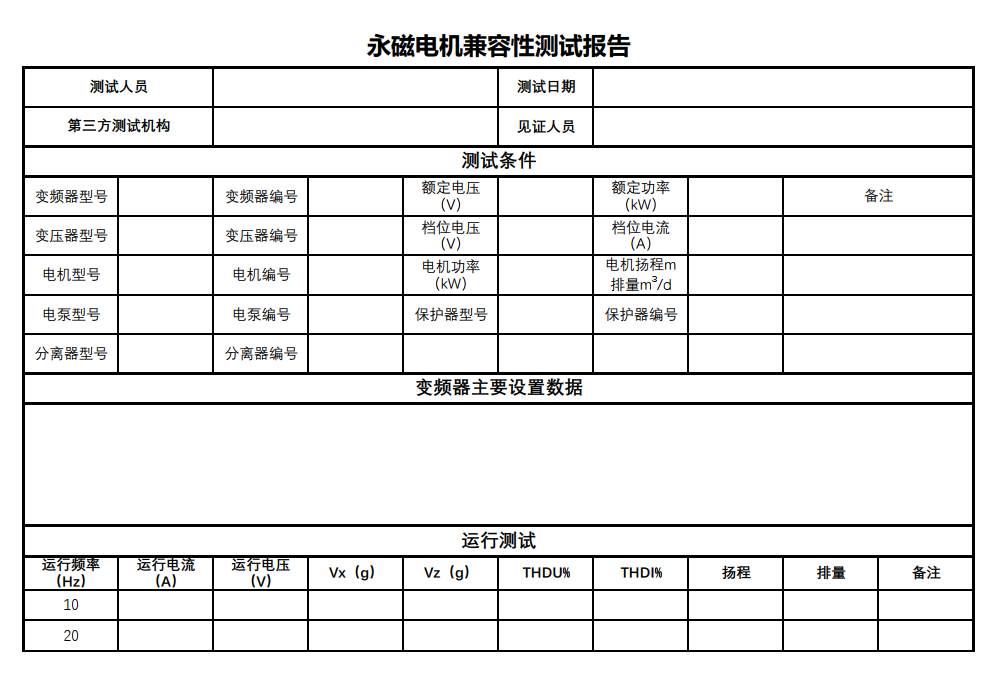 永磁电机兼容性测试报告
测试人员 测试日期
第三方测试机构 见证人员
测试条件
变频器型号 变频器编号 额定电压 (V) 额定功率 (kW) 备注
变压器型号 变压器编号 档位电压 (V) 档位电流 (A)
电机型号 电机编号 电机功率 (kW) 电机扬程m 排量m³/d
电泵型号 电泵编号 保护器型号 保护器编号
分离器型号 分离器编号
变频器主要设置数据
运行测试
运行频率 (Hz) 运行电流 (A) 运行电压 (V) Vx（g） Vz（g） THDU% THDI% 扬程 排量 备注
10
20